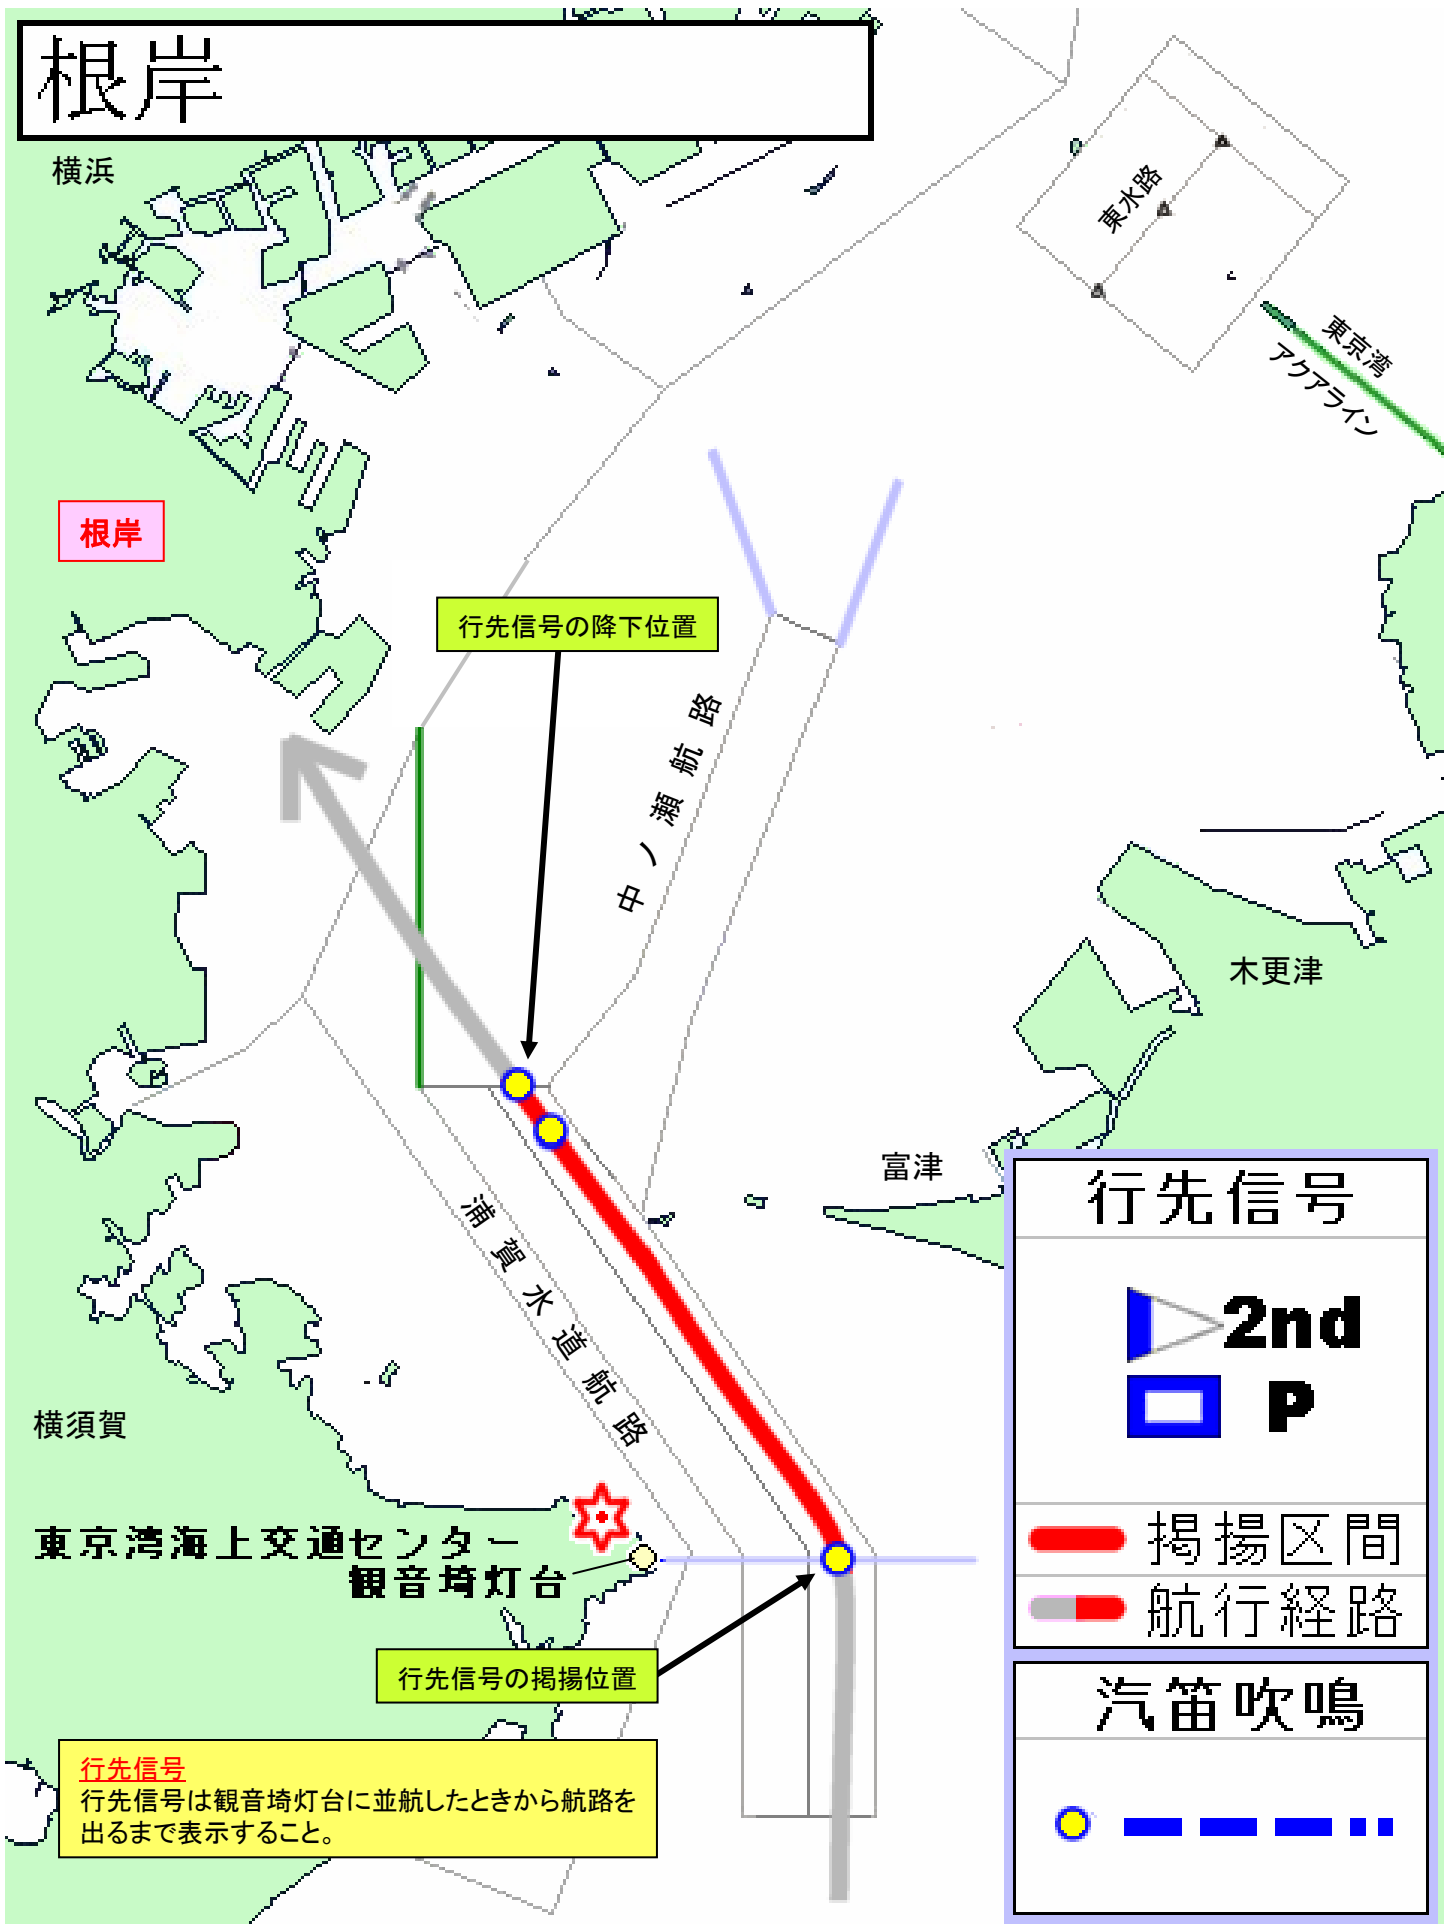 根岸
横浜
東水路
東京湾
アクアライン
根岸
行先信号の降下位置
中ノ瀬航路
木更津
富津
浦賀水道航路
横須賀
東京湾海上交通センター
観音埼灯台
行先信号の掲揚位置
行先信号
行先信号は観音埼灯台に並航したときから航路を
出るまで表示すること。
行先信号
2nd
P
掲揚区間
航行経路
汽笛吹鳴